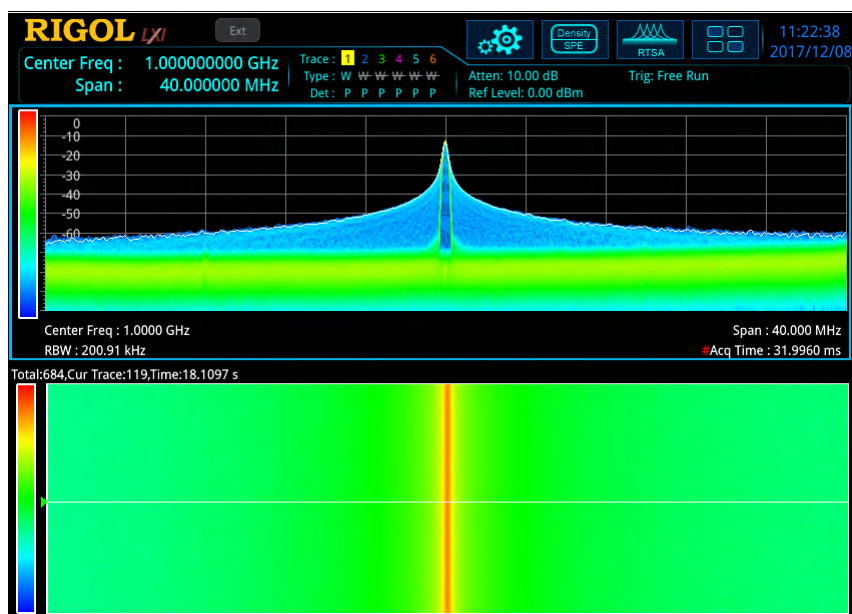 RIGOL LXI Ext
Density
SPE
RTSA
11:22:38
2017/12/08
Center Freq : 1.000000000 GHz
Span : 40.000000 MHz
Trace : 1 2 3 4 5 6
Type : W W W W W W
Det : P P P P P P
Atten: 10.00 dB
Ref Level: 0.00 dBm
Trig: Free Run
0
-10
-20
-30
-40
-50
-60
Center Freq : 1.0000 GHz
Span : 40.000 MHz
RBW : 200.91 kHz
#Acq Time : 31.9960 ms
Total:684,Cur Trace:119,Time:18.1097 s